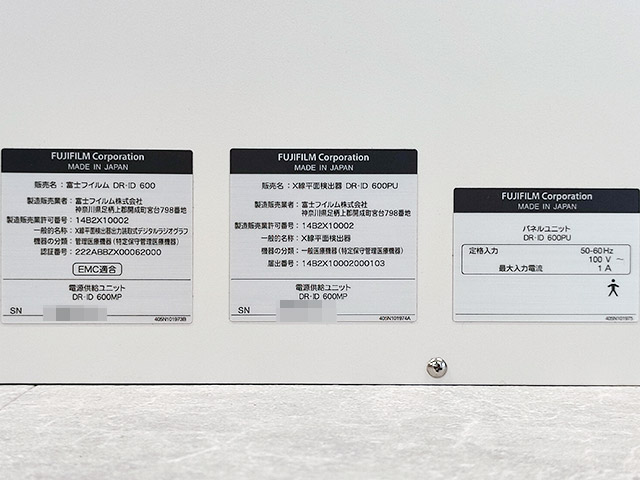 FUJIFILM Corporation
MADE IN JAPAN
販売名：富士フイルム DR-ID 600
製造販売業者：富士フイルム株式会社
神奈川県足柄上郡開成町宮台798番地
製造販売業許可番号：14B2X10002
一般的名称：X線平面検出器出力読取式デジタルラジオグラフ
機器の分類：管理医療機器（特定保守管理医療機器）
認証番号：222ABBZX00062000
EMC適合
電源供給ユニット
DR-ID 600MP
SN
405N101973B
FUJIFILM Corporation
MADE IN JAPAN
販売名：X線平面検出器 DR-ID 600PU
製造販売業者：富士フイルム株式会社
神奈川県足柄上郡開成町宮台798番地
製造販売業許可番号：14B2X10002
一般的名称：X線平面検出器
機器の分類：一般医療機器（特定保守管理医療機器）
届出番号：14B2X10002000103
電源供給ユニット
DR-ID 600MP
SN
405N101974A
FUJIFILM Corporation
MADE IN JAPAN
パネルユニット
DR-ID 600PU
定格入力 50-60Hz
100 V ～
最大入力電流 1 A
405N101975